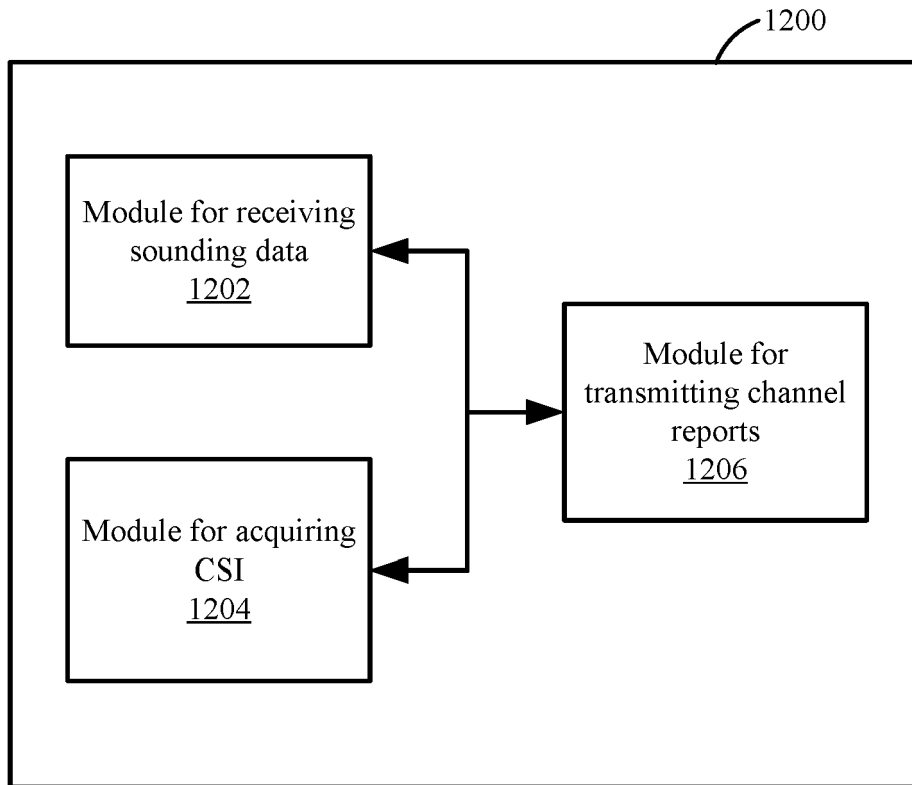 1200
Module for receiving
sounding data
1202
Module for
transmitting channel
reports
1206
Module for acquiring
CSI
1204